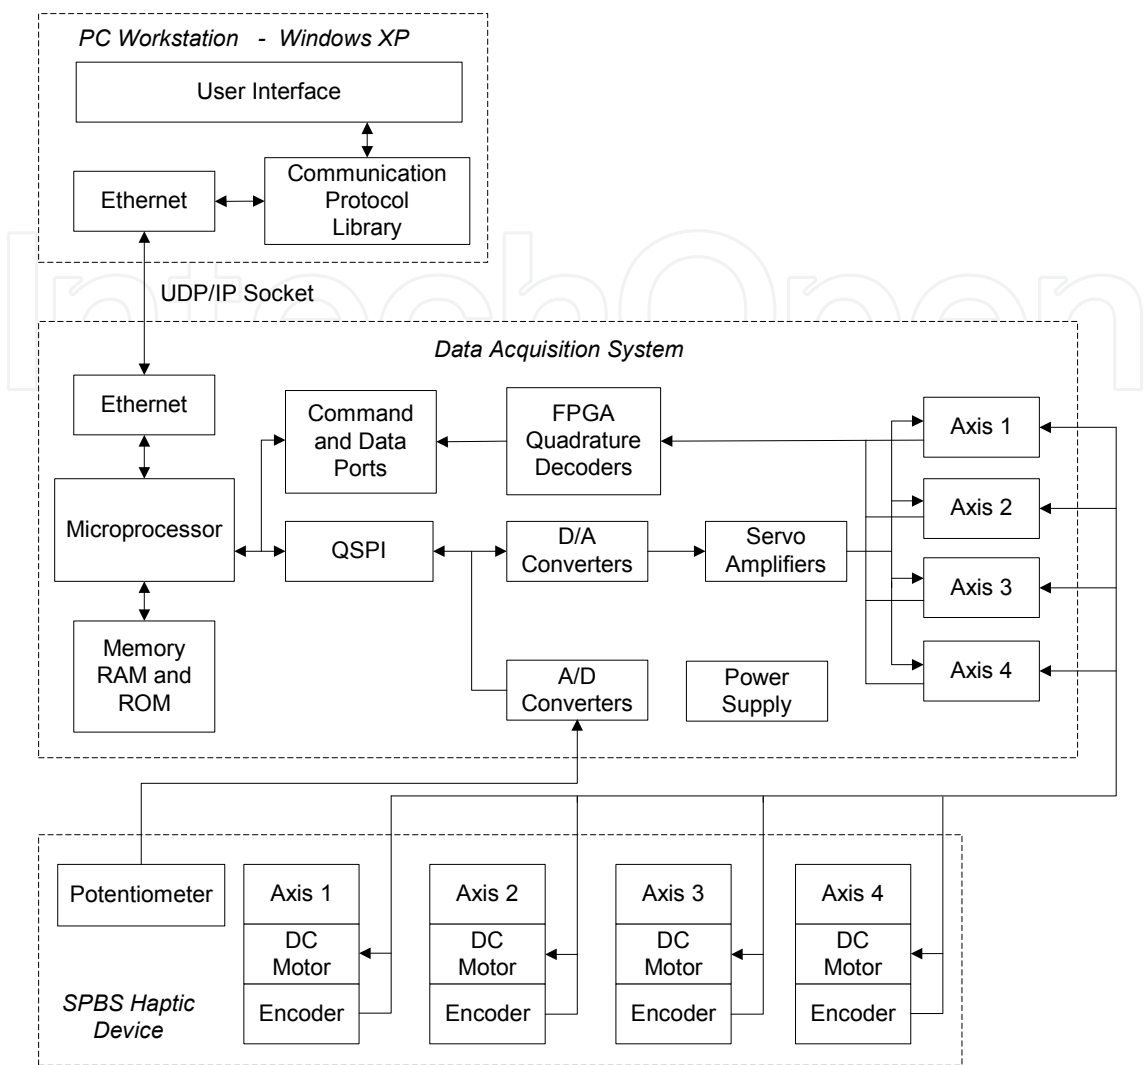 PC Workstation - Windows XP
User Interface
Communication
Protocol
Library
Ethernet
UDP/IP Socket
IntechOpen
Data Acquisition System
Ethernet
Command
and Data
Ports
FPGA
Quadrature
Decoders
Axis 1
Microprocessor
QSPI
D/A
Converters
Servo
Amplifiers
Axis 2
Axis 3
Memory
RAM and
ROM
A/D
Converters
Power
Supply
Axis 4
Potentiometer
Axis 1
DC
Motor
Encoder
Axis 2
DC
Motor
Encoder
Axis 3
DC
Motor
Encoder
Axis 4
DC
Motor
Encoder
SPBS Haptic
Device